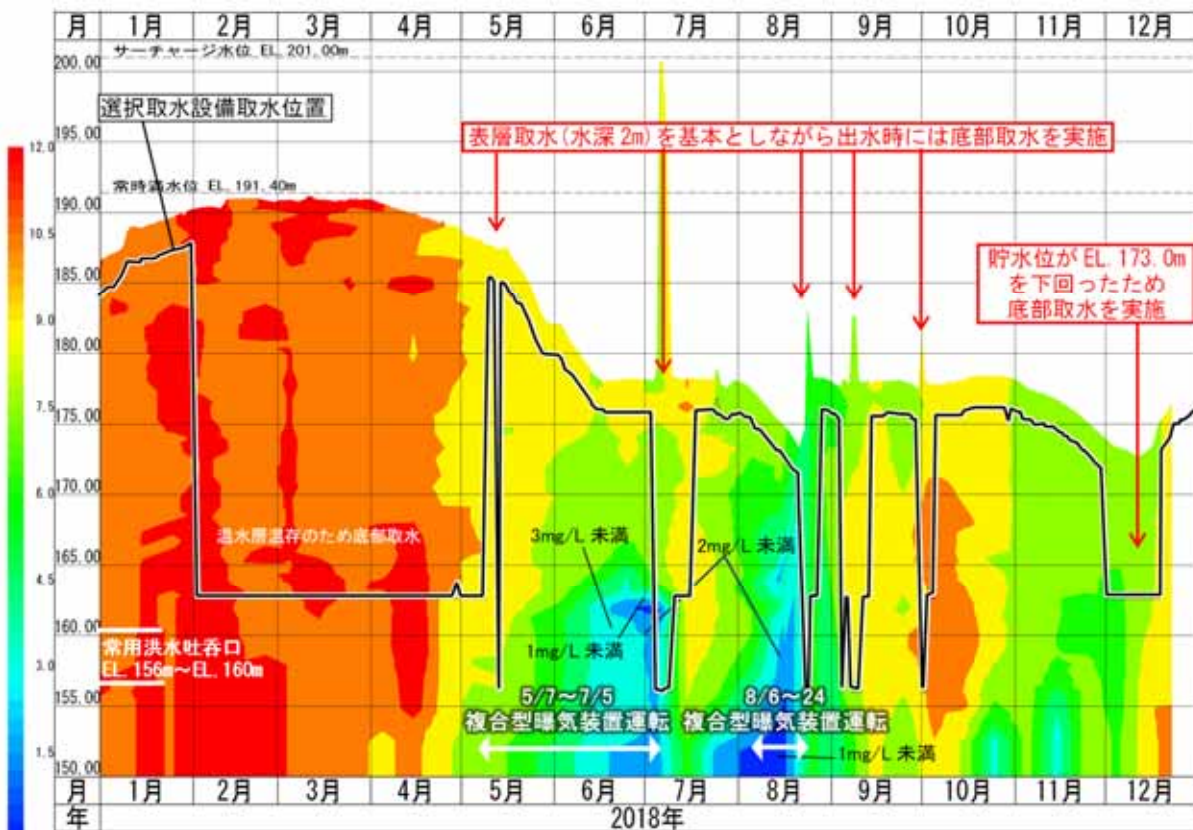 月 1月 2月 3月 4月 5月 6月 7月 8月 9月 10月 11月 12月
サーチャージ水位 EL. 201.00m
200.00
選択取水設備取水位置
195.00
表層取水(水深2m)を基本としながら出水時には底部取水を実施
12.0
常時満水位 EL. 191.40m
190.00
10.5
貯水位がEL. 173.0m
を下回ったため
底部取水を実施
185.00
9.0
180.00
7.5
175.00
6.0
170.00
温水層温存のため底部取水
3mg/L 未満
2mg/L 未満
165.00
4.5
160.00
常用洪水吐呑口
EL. 156m～EL. 160m
1mg/L 未満
3.0
155.00
5/7～7/5
複合型曝気装置運転
8/6～24
複合型曝気装置運転
1.5
1mg/L 未満
150.00
月 1月 2月 3月 4月 5月 6月 7月 8月 9月 10月 11月 12月
年 2018年